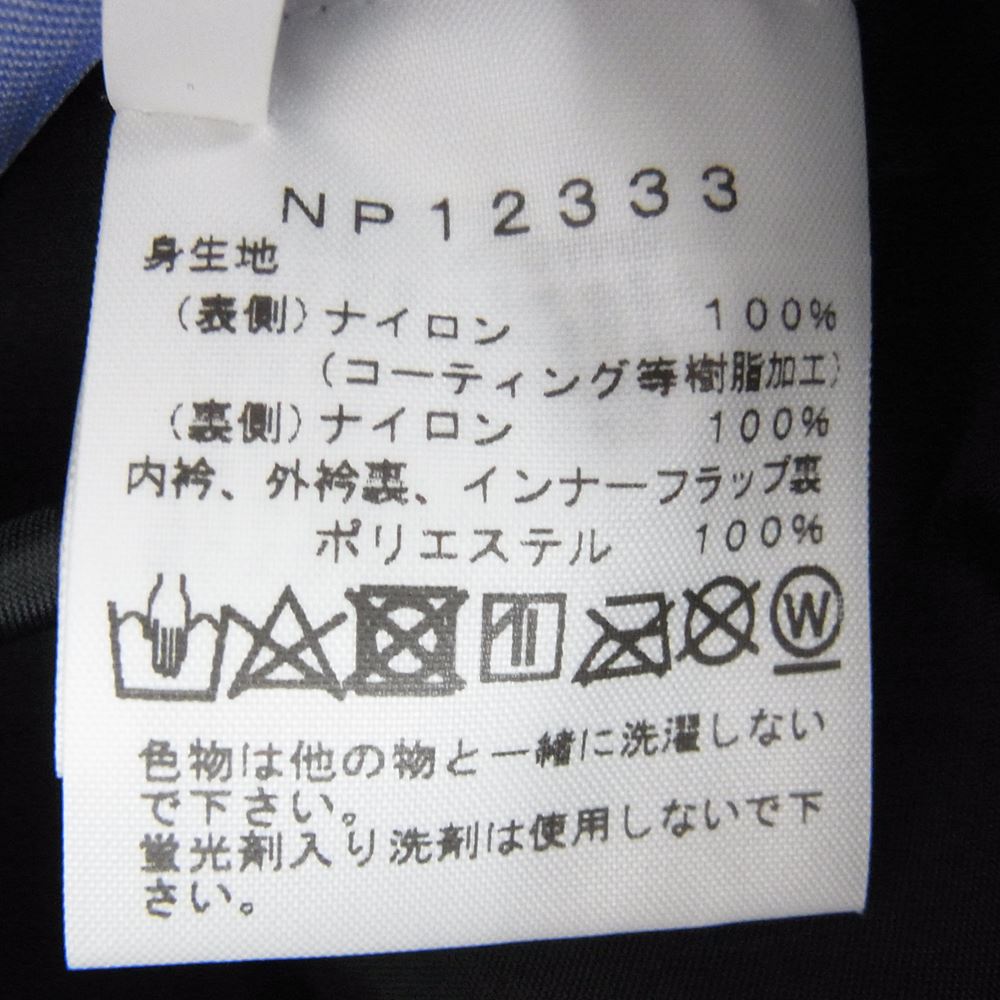 NP12333
身生地
(表側)ナイロン 100%
(コーティング等樹脂加工)
(裏側)ナイロン 100%
内衿、外衿裏、インナーフラップ裏
ポリエステル 100%
W
色物は他の物と一緒に洗濯しない
で下さい。
蛍光剤入り洗剤は使用しないで下
さい。